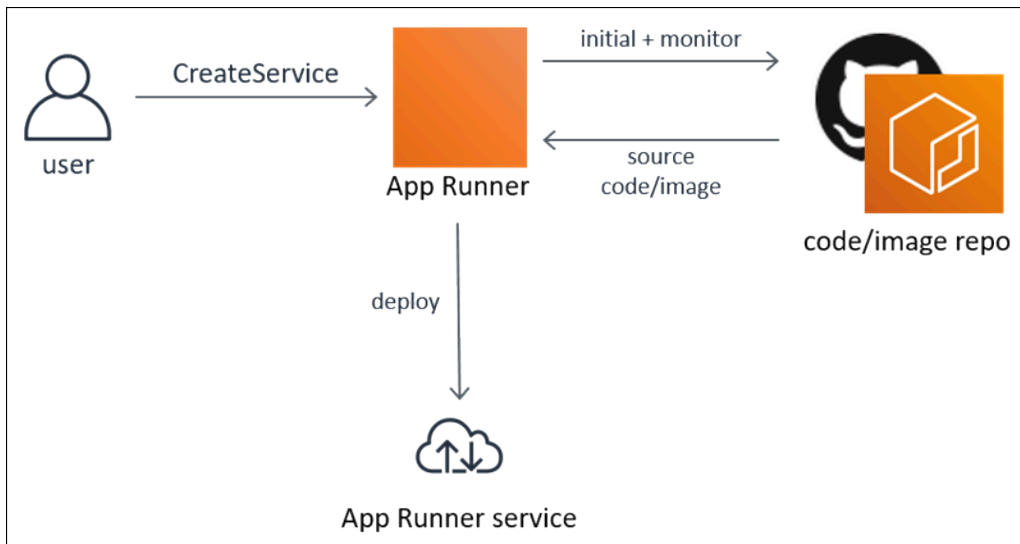 initial + monitor
CreateService
user
App Runner
source
code/image
code/image repo
deploy
App Runner service